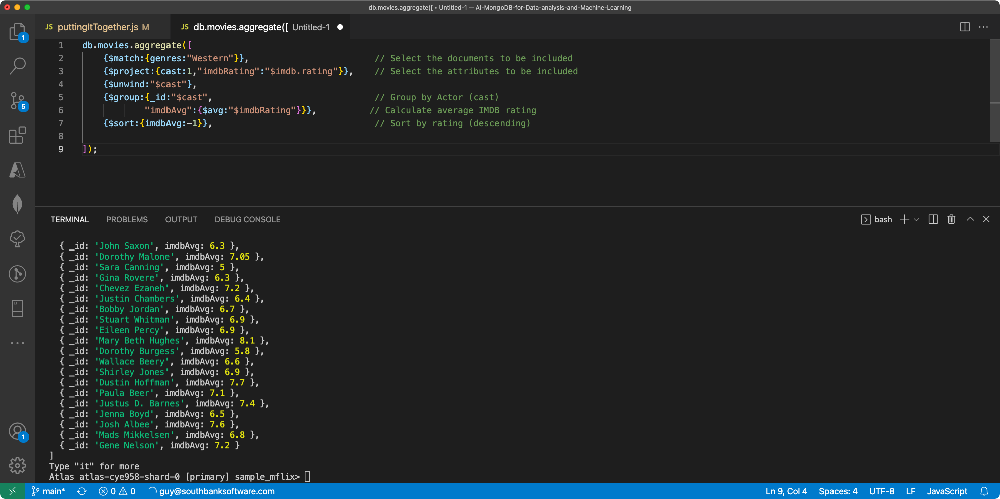 db.movies.aggregate([ • Untitled-1 — AI-MongoDB-for-Data-analysis-and-Machine-Learning
JS puttingItTogether.js M
JS db.movies.aggregate([ Untitled-1
1 db.movies.aggregate([
2 {$match:{genres:"Western"}}, // Select the documents to be included
3 {$project:{cast:1,"imdbRating":"$imdb.rating"}}, // Select the attributes to be included
4 {$unwind:"$cast"},
5 {$group:{_id:"$cast", // Group by Actor (cast)
6 "imdbAvg":{$avg:"$imdbRating"}}}, // Calculate average IMDB rating
7 {$sort:{imdbAvg:-1}}, // Sort by rating (descending)
8
9 ]);
1
5
TERMINAL PROBLEMS OUTPUT DEBUG CONSOLE bash
{ _id: 'John Saxon', imdbAvg: 6.3 },
{ _id: 'Dorothy Malone', imdbAvg: 7.05 },
{ _id: 'Sara Canning', imdbAvg: 5 },
{ _id: 'Gina Rovere', imdbAvg: 6.3 },
{ _id: 'Chevez Ezaneh', imdbAvg: 7.2 },
{ _id: 'Justin Chambers', imdbAvg: 6.4 },
{ _id: 'Bobby Jordan', imdbAvg: 6.7 },
{ _id: 'Stuart Whitman', imdbAvg: 6.9 },
{ _id: 'Eileen Percy', imdbAvg: 6.9 },
{ _id: 'Mary Beth Hughes', imdbAvg: 8.1 },
{ _id: 'Dorothy Burgess', imdbAvg: 5.8 },
{ _id: 'Wallace Beery', imdbAvg: 6.6 },
{ _id: 'Shirley Jones', imdbAvg: 6.9 },
{ _id: 'Dustin Hoffman', imdbAvg: 7.7 },
{ _id: 'Paula Beer', imdbAvg: 7.1 },
{ _id: 'Justus D. Barnes', imdbAvg: 7.4 },
{ _id: 'Jenna Boyd', imdbAvg: 6.5 },
{ _id: 'Josh Albee', imdbAvg: 7.6 },
{ _id: 'Mads Mikkelsen', imdbAvg: 6.8 },
{ _id: 'Gene Nelson', imdbAvg: 7.2 }
]
Type "it" for more
Atlas atlas-cye958-shard-0 [primary] sample_mflix>
1
main* 0 0 guy@southbanksoftware.com Ln 9, Col 4 Spaces: 4 UTF-8 LF JavaScript